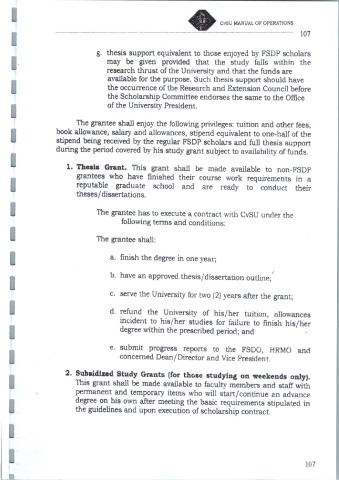 CvSU MANUAL OF OPERATIONS
107
g. thesis support equivalent to those enjoyed by FSDP scholars
may be given provided that the study falls within the
research thrust of the University and that the funds are
available for the purpose. Such thesis support should have
the occurrence of the Research and Extension Council before
the Scholarship Committee endorses the same to the Office
of the University President.
The grantee shall enjoy the following privileges: tuition and other fees,
book allowance, salary and allowances, stipend equivalent to one-half of the
stipend being received by the regular FSDP scholars and full thesis support
during the period covered by his study grant subject to availability of funds.
1. Thesis Grant. This grant shall be made available to non-FSDP
grantees who have finished their course work requirements in a
reputable graduate school and are ready to conduct their
theses/dissertations.
The grantee has to execute a contract with CvSU under the
following terms and conditions:
The grantee shall:
a. finish the degree in one year;
b. have an approved thesis/dissertation outline;
c. serve the University for two (2) years after the grant;
d. refund the University of his/her tuition, allowances
incident to his/her studies for failure to finish his/her
degree within the prescribed period; and
e. submit progress reports to the FSDO, HRMO and
concerned Dean/Director and Vice President.
2. Subsidized Study Grants (for those studying on weekends only).
This grant shall be made available to faculty members and staff with
permanent and temporary items who will start/continue an advance
degree on his own after meeting the basic requirements stipulated in
the guidelines and upon execution of scholarship contract.
107